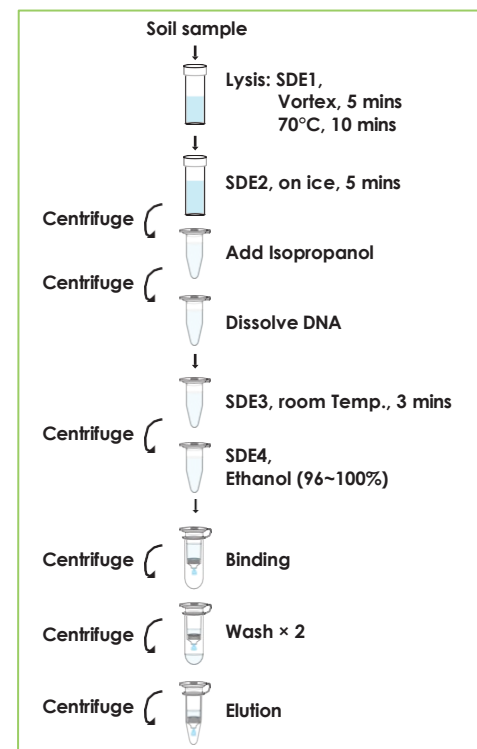 Soil sample
Lysis: SDE1,
Vortex, 5 mins
70°C, 10 mins
SDE2, on ice, 5 mins
Centrifuge
Add Isopropanol
Centrifuge
Dissolve DNA
SDE3, room Temp., 3 mins
Centrifuge
SDE4,
Ethanol (96~100%)
Centrifuge
Binding
Centrifuge
Wash × 2
Centrifuge
Elution